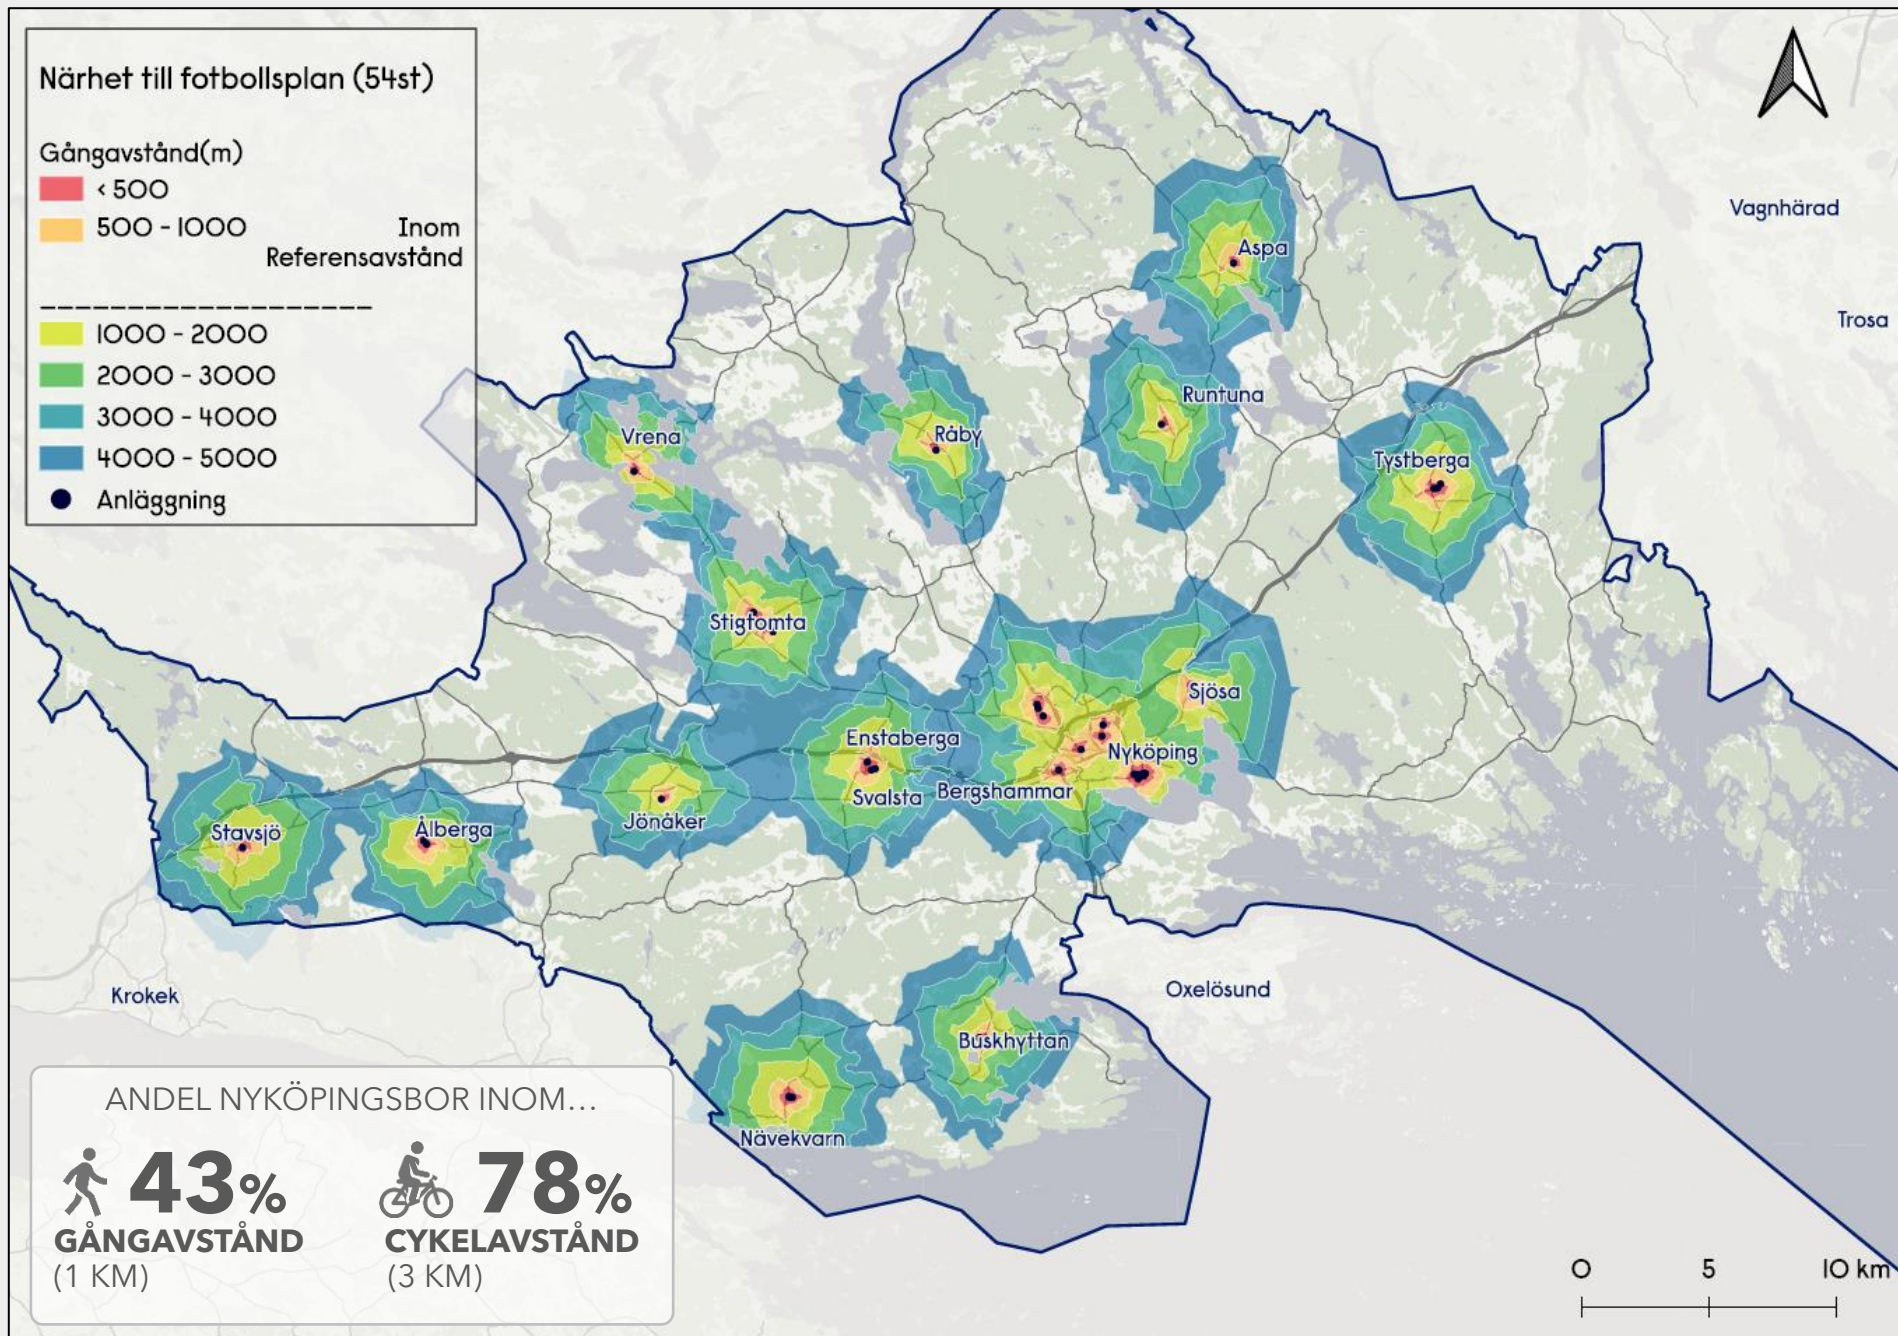 Närhet till fotbollsplan (54st)
Gångavstånd(m)
< 500
500 - 1000
Inom
Referensavstånd
1000 - 2000
2000 - 3000
3000 - 4000
4000 - 5000
Anläggning
Vagnhärad
Aspa
Trosa
Runtuna
Vrena
Råby
Tystberga
Stigtomta
Sjösa
Enstaberga
Nyköping
Svalsta
Bergshammar
Jönåker
Stavsjö
Ålberga
Krokek
Oxelösund
Buskhyttan
Nävekvarn
ANDEL NYKÖPINGSBOR INOM...
43%
GÅNGAVSTÅND
(1 KM)
78%
CYKELAVSTÅND
(3 KM)
0 5 10 km